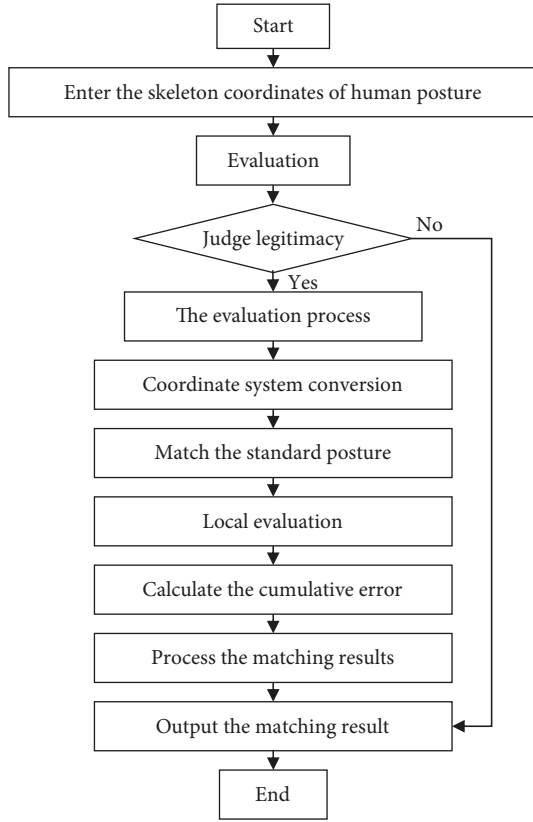 Start
Enter the skeleton coordinates of human posture
Evaluation
Judge legitimacy
No
Yes
The evaluation process
Coordinate system conversion
Match the standard posture
Local evaluation
Calculate the cumulative error
Process the matching results
Output the matching result
End